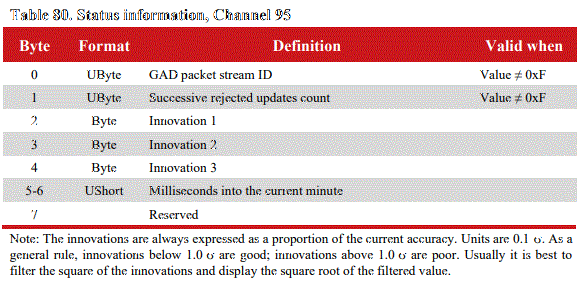 Table 80. Status information, Channel 95
Byte Format Definition Valid when
0 UByte GAD packet stream ID Value ≠ 0xF
1 UByte Successive rejected updates count Value ≠ 0xF
2 Byte Innovation 1
3 Byte Innovation 2
4 Byte Innovation 3
5-6 UShort Milliseconds into the current minute
7 Reserved
Note: The innovations are always expressed as a proportion of the current accuracy. Units are 0.1 σ. As a
general rule, innovations below 1.0 σ are good; innovations above 1.0 σ are poor. Usually it is best to
filter the square of the innovations and display the square root of the filtered value.